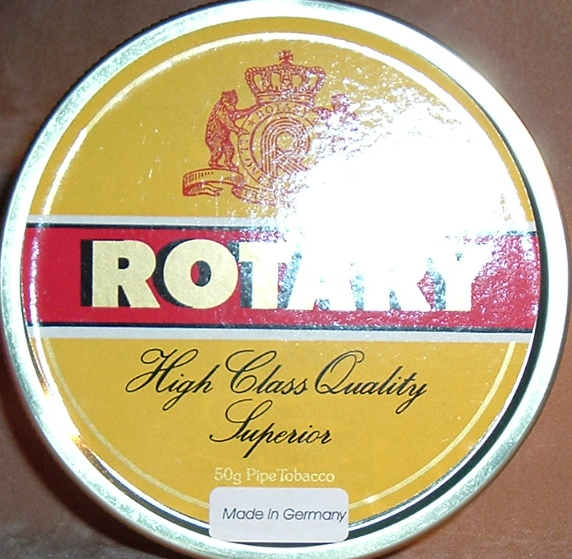 ROTARY
High Class Quality
Superior
50g Pipe Tobacco
Made In Germany